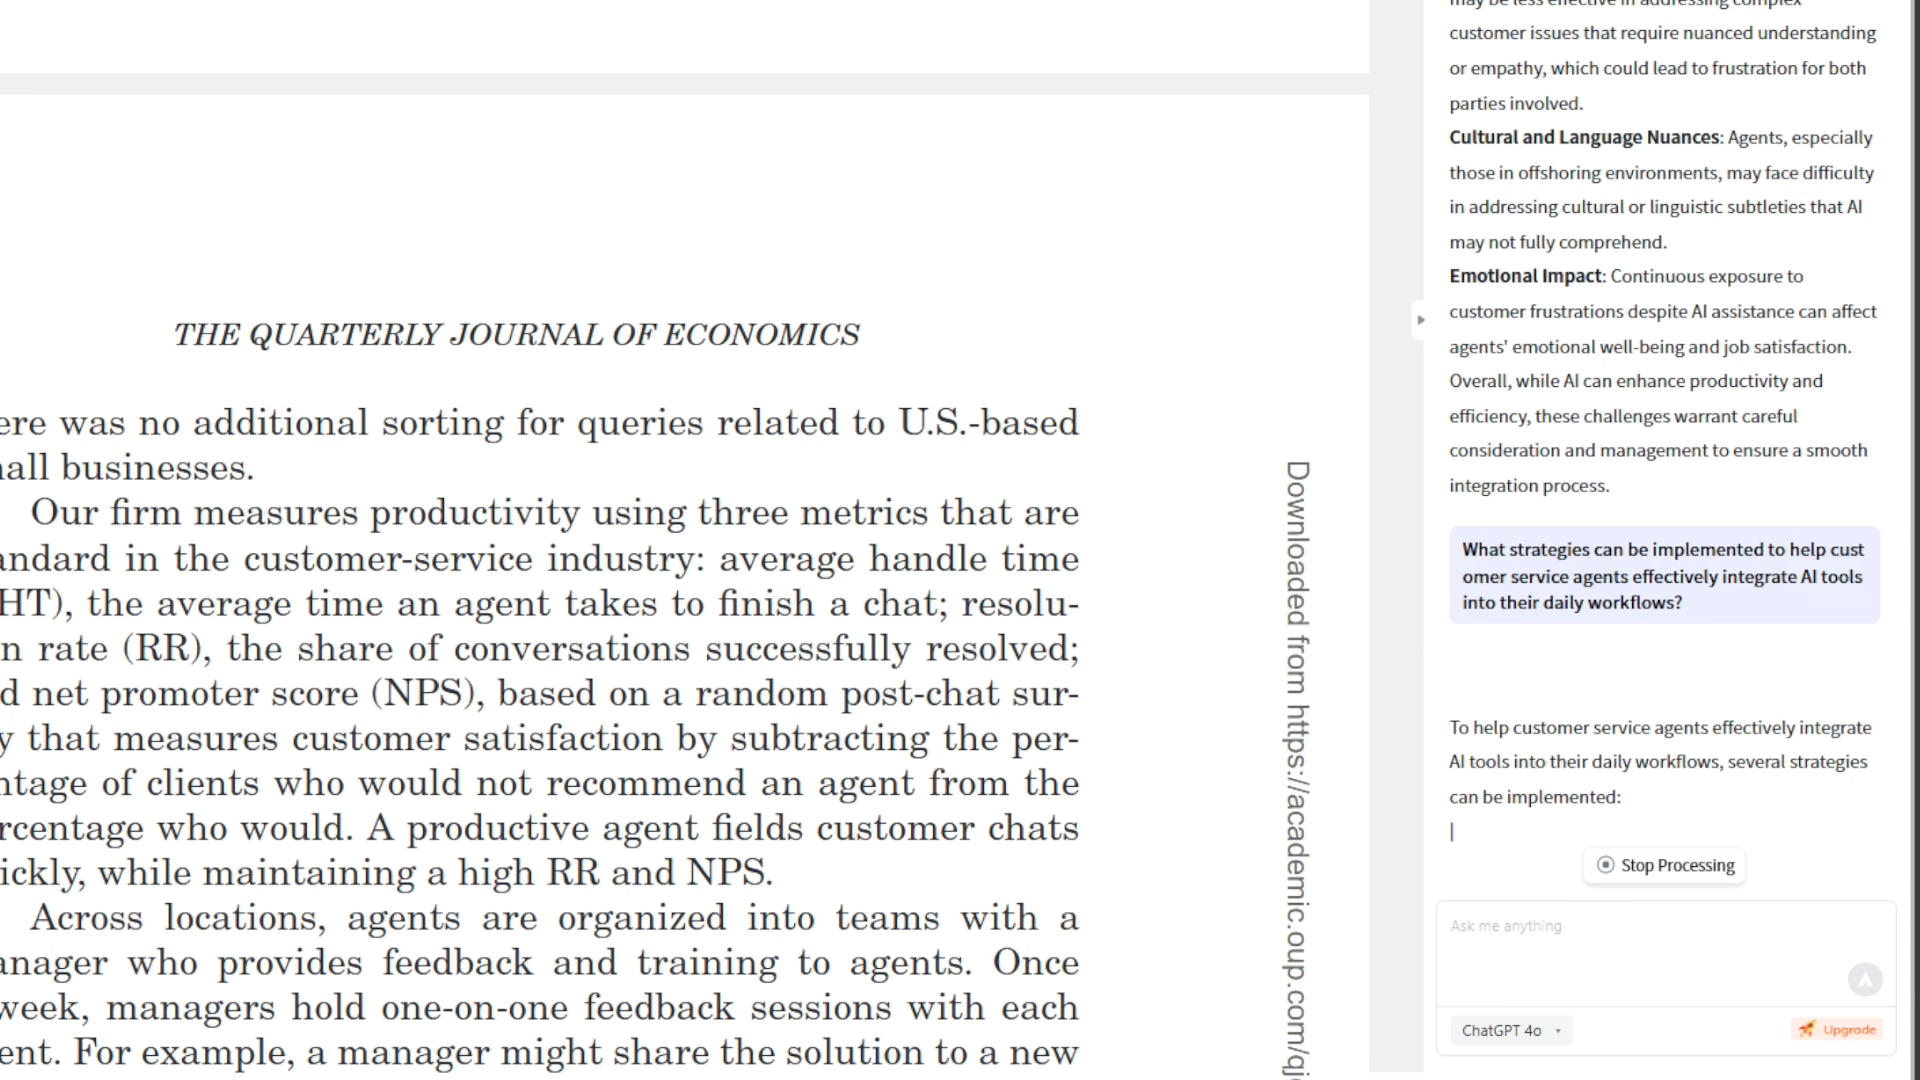 THE QUARTERLY JOURNAL OF ECONOMICS
ere was no additional sorting for queries related to U.S.-based
all businesses.
Our firm measures productivity using three metrics that are
andard in the customer-service industry: average handle time
HT), the average time an agent takes to finish a chat; resolu-
n rate (RR), the share of conversations successfully resolved;
d net promoter score (NPS), based on a random post-chat sur-
y that measures customer satisfaction by subtracting the per-
ntage of clients who would not recommend an agent from the
rcentage who would. A productive agent fields customer chats
ickly, while maintaining a high RR and NPS.
Across locations, agents are organized into teams with a
anager who provides feedback and training to agents. Once
week, managers hold one-on-one feedback sessions with each
ent. For example, a manager might share the solution to a new
Downloaded from https://academic.oup.com/qj
may be less effective in addressing complex
customer issues that require nuanced understanding
or empathy, which could lead to frustration for both
parties involved.
Cultural and Language Nuances: Agents, especially
those in offshoring environments, may face difficulty
in addressing cultural or linguistic subtleties that AI
may not fully comprehend.
Emotional Impact: Continuous exposure to
customer frustrations despite AI assistance can affect
agents' emotional well-being and job satisfaction.
Overall, while AI can enhance productivity and
efficiency, these challenges warrant careful
consideration and management to ensure a smooth
integration process.
What strategies can be implemented to help cust
omer service agents effectively integrate AI tools
into their daily workflows?
To help customer service agents effectively integrate
AI tools into their daily workflows, several strategies
can be implemented:
Stop Processing
Ask me anything
ChatGPT 4o
Upgrade